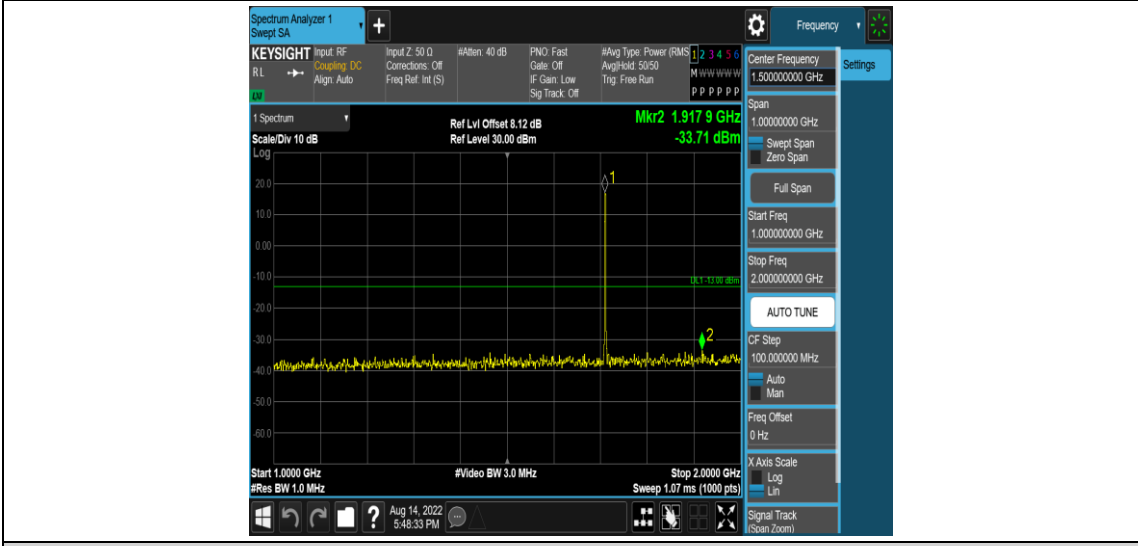 Spectrum Analyzer 1
Swept SA
Frequency
KEYSIGHT
RL
LXI
Input: RF
Coupling: DC
Align: Auto
Input Z: 50 Ω
Corrections: Off
Freq Ref: Int (S)
#Atten: 40 dB
PNO: Fast
Gate: Off
IF Gain: Low
Sig Track: Off
#Avg Type: Power (RMS
Avg|Hold: 50/50
Trig: Free Run
1 2 3 4 5 6
M W W W W W
P P P P P P
1 Spectrum
Scale/Div 10 dB
Log
Ref Lvl Offset 8.12 dB
Ref Level 30.00 dBm
Mkr2 1.917 9 GHz
-33.71 dBm
1
20.0
10.0
0.00
-10.0
DL1 -13.00 dBm
-20.0
-30.0
2
-40.0
-50.0
-60.0
Start 1.0000 GHz
#Res BW 1.0 MHz
#Video BW 3.0 MHz
Stop 2.0000 GHz
Sweep 1.07 ms (1000 pts)
Aug 14, 2022
5:48:33 PM
Center Frequency
1.500000000 GHz
Settings
Span
1.00000000 GHz
Swept Span
Zero Span
Full Span
Start Freq
1.000000000 GHz
Stop Freq
2.000000000 GHz
AUTO TUNE
CF Step
100.000000 MHz
Auto
Man
Freq Offset
0 Hz
X Axis Scale
Log
Lin
Signal Track
(Span Zoom)